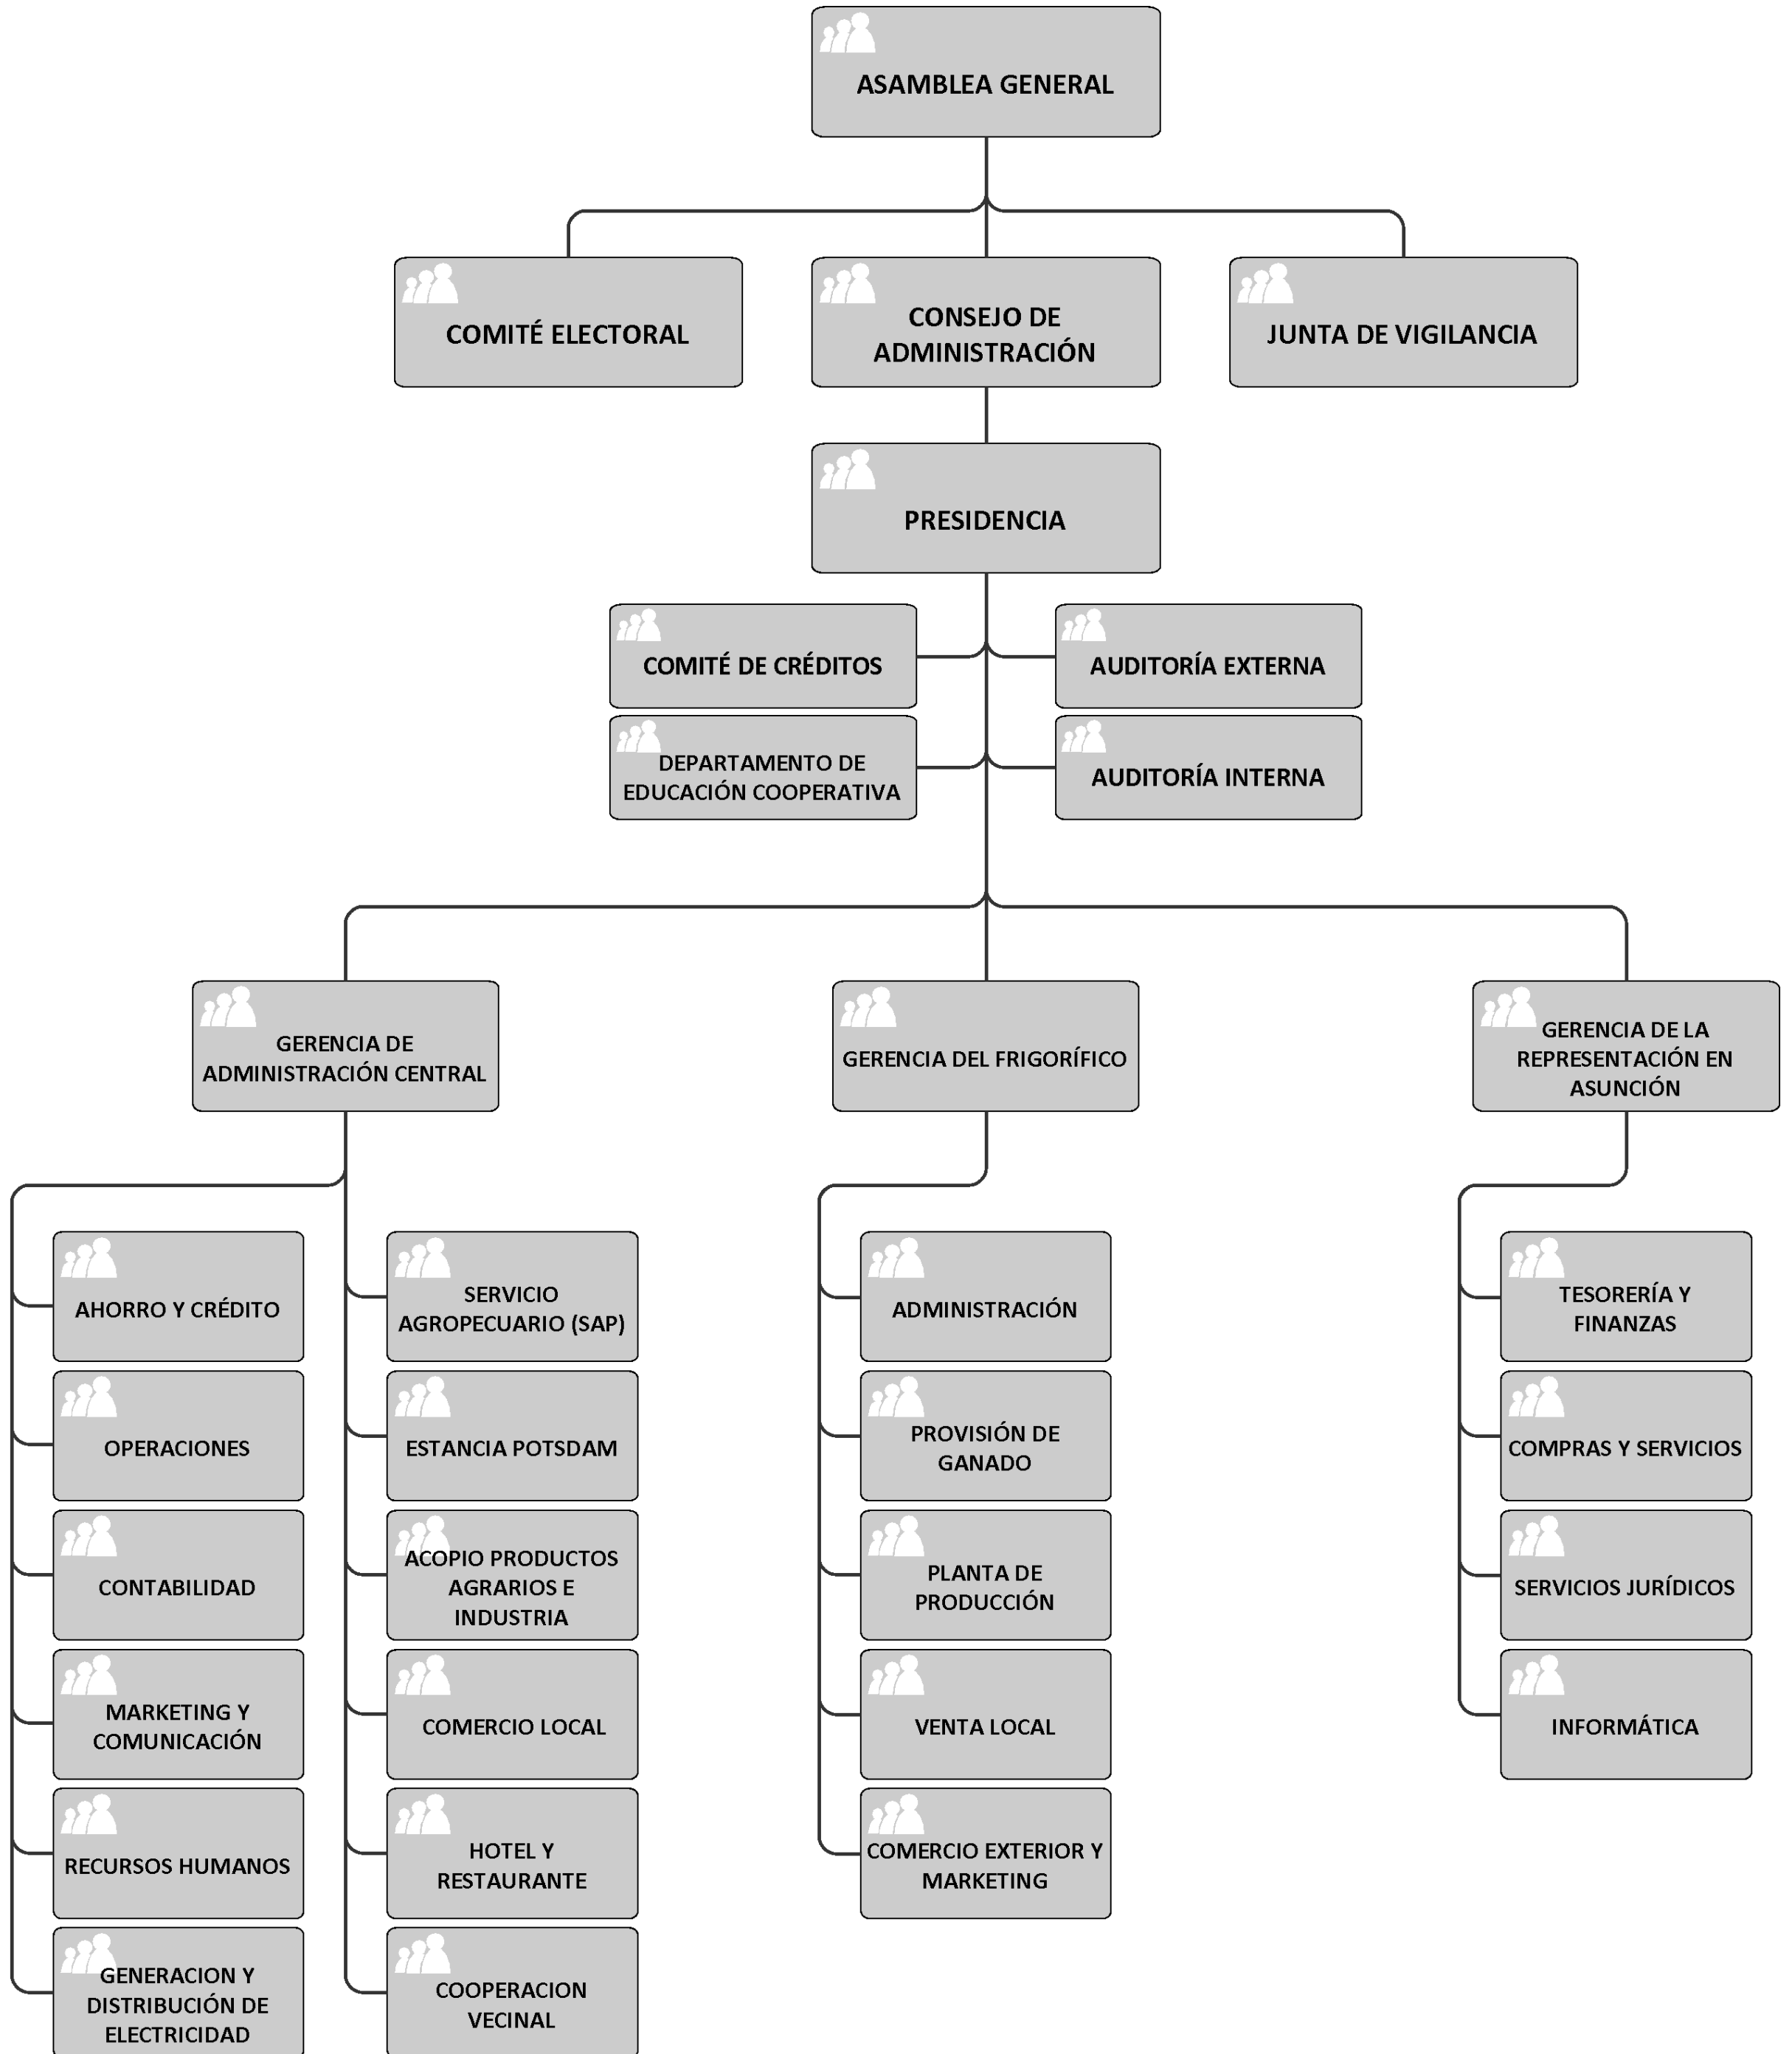 ASAMBLEA GENERAL
COMITÉ ELECTORAL
CONSEJO DE
ADMINISTRACIÓN
JUNTA DE VIGILANCIA
PRESIDENCIA
COMITÉ DE CRÉDITOS
AUDITORÍA EXTERNA
DEPARTAMENTO DE
EDUCACIÓN COOPERATIVA
AUDITORÍA INTERNA
GERENCIA DE
ADMINISTRACIÓN CENTRAL
GERENCIA DEL FRIGORÍFICO
GERENCIA DE LA
REPRESENTACIÓN EN
ASUNCIÓN
AHORRO Y CRÉDITO
OPERACIONES
CONTABILIDAD
MARKETING Y
COMUNICACIÓN
RECURSOS HUMANOS
GENERACION Y
DISTRIBUCIÓN DE
ELECTRICIDAD
SERVICIO
AGROPECUARIO (SAP)
ESTANCIA POTSDAM
ACOPIO PRODUCTOS
AGRARIOS E
INDUSTRIA
COMERCIO LOCAL
HOTEL Y
RESTAURANTE
COOPERACION
VECINAL
ADMINISTRACIÓN
PROVISIÓN DE
GANADO
PLANTA DE
PRODUCCIÓN
VENTA LOCAL
COMERCIO EXTERIOR Y
MARKETING
TESORERÍA Y
FINANZAS
COMPRAS Y SERVICIOS
SERVICIOS JURÍDICOS
INFORMÁTICA